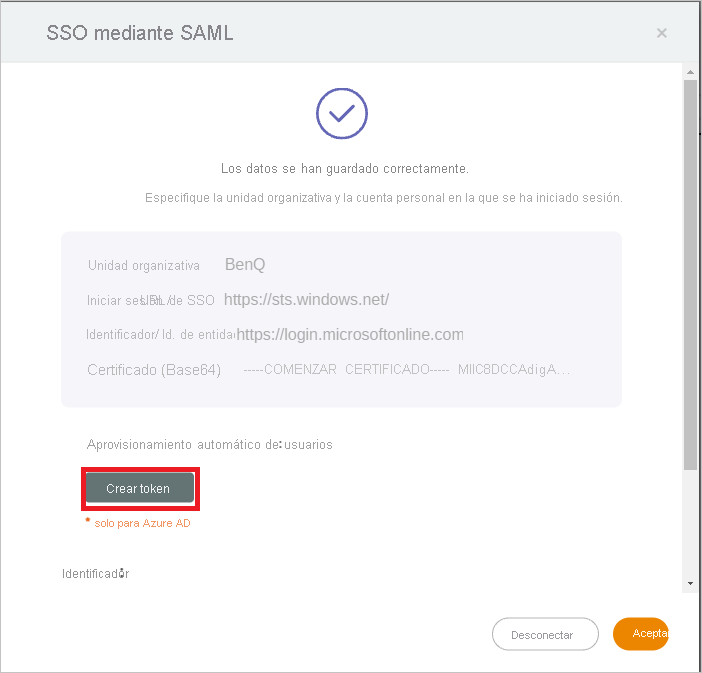 SSO mediante SAML
Los datos se han guardado correctamente.
Especifique la unidad organizativa y la cuenta personal en la que se ha iniciado sesión.
Unidad organizativa BenQ
Iniciar sesión URL de SSO https://sts.windows.net/
Identificador/ Id. de entidad https://login.microsoftonline.com
Certificado (Base64) -----COMENZAR CERTIFICADO----- MIIC8DCCAdigA...
Aprovisionamiento automático de usuarios:
Crear token
* solo para Azure AD
Identificador:
Desconectar Acepta